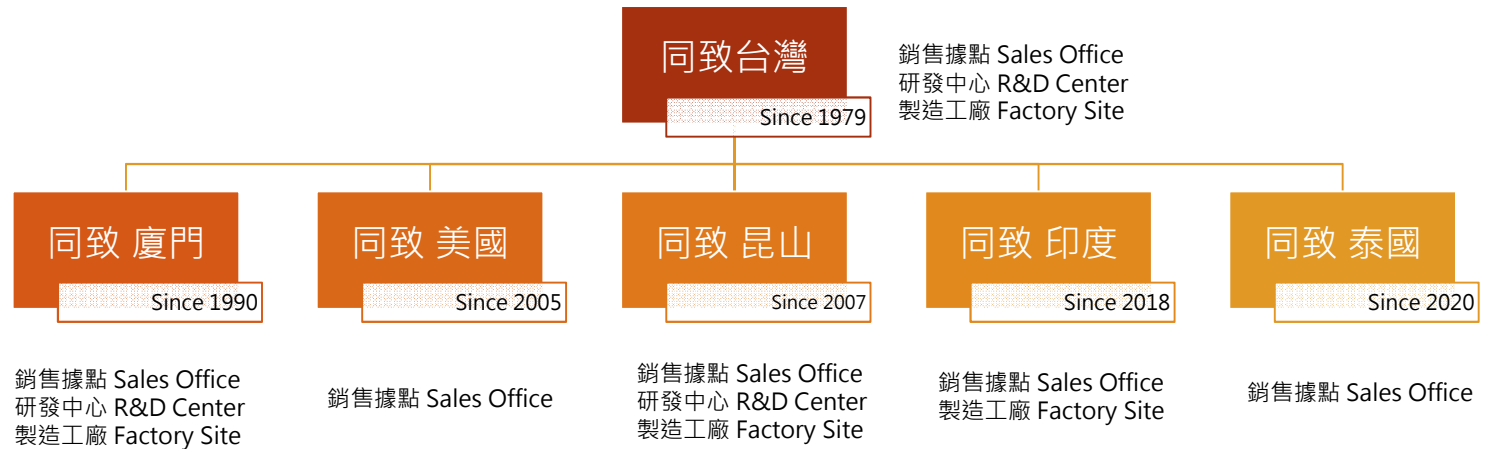 同致台灣
Since 1979
銷售據點 Sales Office
研發中心 R&D Center
製造工廠 Factory Site
同致 廈門
Since 1990
銷售據點 Sales Office
研發中心 R&D Center
製造工廠 Factory Site
同致 美國
Since 2005
銷售據點 Sales Office
同致 昆山
Since 2007
銷售據點 Sales Office
研發中心 R&D Center
製造工廠 Factory Site
同致 印度
Since 2018
銷售據點 Sales Office
製造工廠 Factory Site
同致 泰國
Since 2020
銷售據點 Sales Office